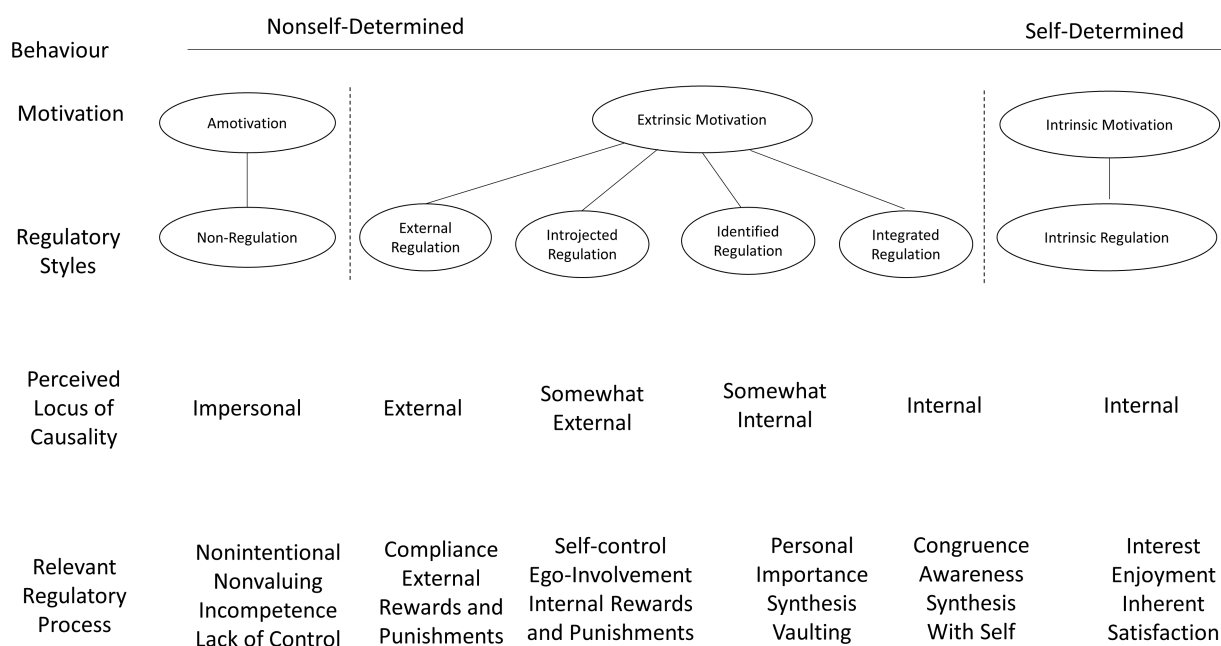 Nonself-Determined
Self-Determined
Behaviour
Motivation
Amotivation
Extrinsic Motivation
Intrinsic Motivation
Regulatory
Styles
Non-Regulation
External
Regulation
Introjected
Regulation
Identified
Regulation
Integrated
Regulation
Intrinsic Regulation
Perceived
Locus of
Causality
Impersonal
External
Somewhat
External
Somewhat
Internal
Internal
Internal
Relevant
Regulatory
Process
Nonintentional
Nonvaluing
Incompetence
Lack of Control
Compliance
External
Rewards and
Punishments
Self-control
Ego-Involvement
Internal Rewards
and Punishments
Personal
Importance
Synthesis
Vaulting
Congruence
Awareness
Synthesis
With Self
Interest
Enjoyment
Inherent
Satisfaction